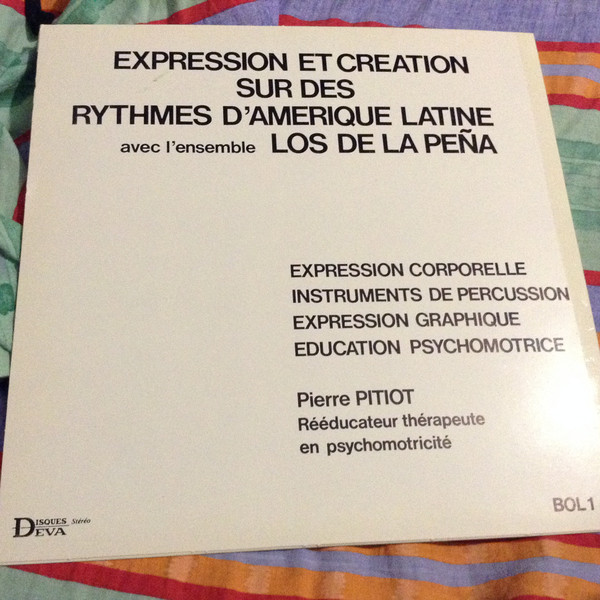 EXPRESSION ET CREATION
SUR DES
RYTHMES D'AMERIQUE LATINE
avec l'ensemble LOS DE LA PEÑA
EXPRESSION CORPORELLE
INSTRUMENTS DE PERCUSSION
EXPRESSION GRAPHIQUE
EDUCATION PSYCHOMOTRICE
Pierre PITIOT
Rééducateur thérapeute
en psychomotricité
DISQUES Stéréo
DEVA
BOL 1